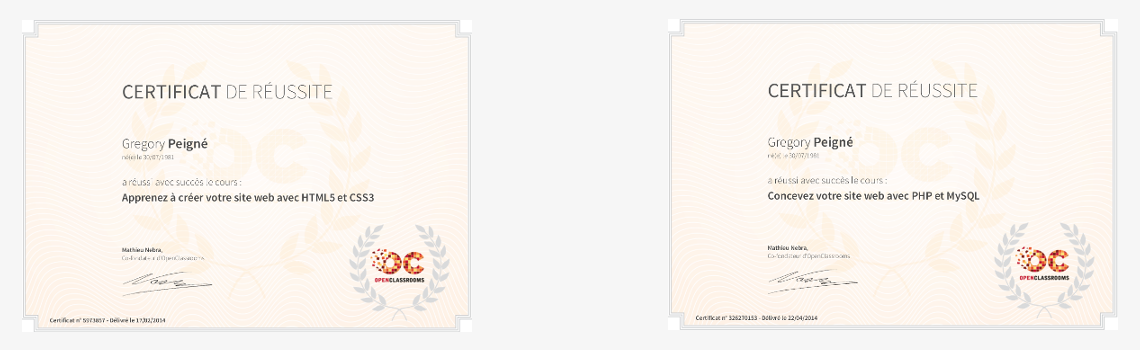 CERTIFICAT DE RÉUSSITE
Gregory Peigné
né(e) le 30/07/1981
a réussi avec succès le cours :
Apprenez à créer votre site web avec HTML5 et CSS3
Mathieu Nebra,
Co-fondateur d'OpenClassrooms
OC
OPENCLASSROOMS
Certificat n° 5973857 - Délivré le 17/02/2014
CERTIFICAT DE RÉUSSITE
Gregory Peigné
né(e) le 30/07/1981
a réussi avec succès le cours :
Concevez votre site web avec PHP et MySQL
Mathieu Nebra,
Co-fondateur d'OpenClassrooms
OC
OPENCLASSROOMS
Certificat n° 326270153 - Délivré le 22/04/2014